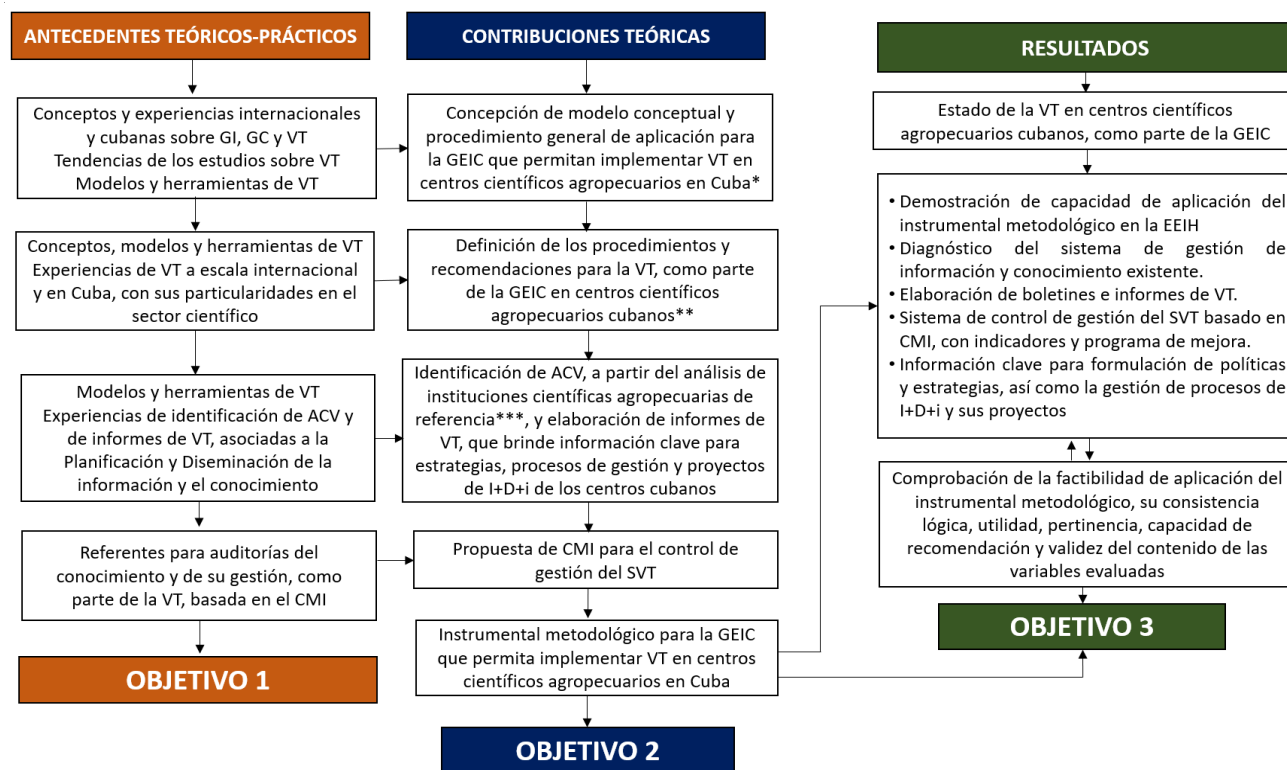 ANTECEDENTES TEÓRICOS-PRÁCTICOS
Conceptos y experiencias internacionales
y cubanas sobre GI, GC y VT
Tendencias de los estudios sobre VT
Modelos y herramientas de VT
Conceptos, modelos y herramientas de VT
Experiencias de VT a escala internacional
y en Cuba, con sus particularidades en el
sector científico
Modelos y herramientas de VT
Experiencias de identificación de ACV y
de informes de VT, asociadas a la
Planificación y Diseminación de la
información y el conocimiento
Referentes para auditorías del
conocimiento y de su gestión, como
parte de la VT, basada en el CMI
OBJETIVO 1
CONTRIBUCIONES TEÓRICAS
Concepción de modelo conceptual y
procedimiento general de aplicación para
la GEIC que permitan implementar VT en
centros científicos agropecuarios en Cuba*
Definición de los procedimientos y
recomendaciones para la VT, como parte
de la GEIC en centros científicos
agropecuarios cubanos**
Identificación de ACV, a partir del análisis de
instituciones científicas agropecuarias de
referencia***, y elaboración de informes de
VT, que brinde información clave para
estrategias, procesos de gestión y proyectos
de I+D+i de los centros cubanos
Propuesta de CMI para el control de
gestión del SVT
Instrumental metodológico para la GEIC
que permita implementar VT en centros
científicos agropecuarios en Cuba
OBJETIVO 2
RESULTADOS
Estado de la VT en centros científicos
agropecuarios cubanos, como parte de la GEIC
• Demostración de capacidad de aplicación del
instrumental metodológico en la EEIH
• Diagnóstico del sistema de gestión de
información y conocimiento existente.
• Elaboración de boletines e informes de VT.
• Sistema de control de gestión del SVT basado en
CMI, con indicadores y programa de mejora.
• Información clave para formulación de políticas
y estrategias, así como la gestión de procesos de
I+D+i y sus proyectos
Comprobación de la factibilidad de aplicación del
instrumental metodológico, su consistencia
lógica, utilidad, pertinencia, capacidad de
recomendación y validez del contenido de las
variables evaluadas
OBJETIVO 3